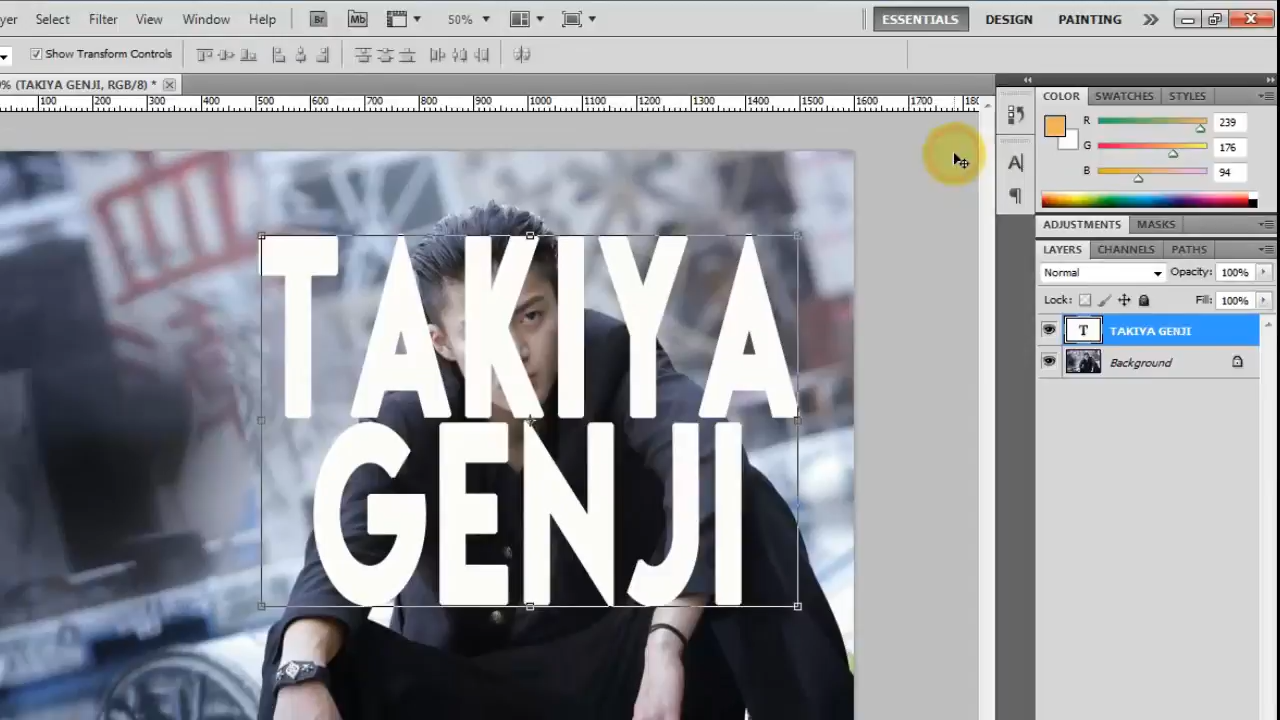 yer Select Filter View Window Help Br Mb 50% ESSENTIALS DESIGN PAINTING
Show Transform Controls
% (TAKIYA GENJI, RGB/8) *
100 200 300 400 500 600 700 800 900 1000 1100 1200 1300 1400 1500 1600 1700 180
COLOR SWATCHES STYLES
R 239
G 176
B 94
A
ADJUSTMENTS MASKS
LAYERS CHANNELS PATHS
Normal Opacity: 100%
Lock: Fill: 100%
T TAKIYA GENJI
Background
TAKIYA
GENJI